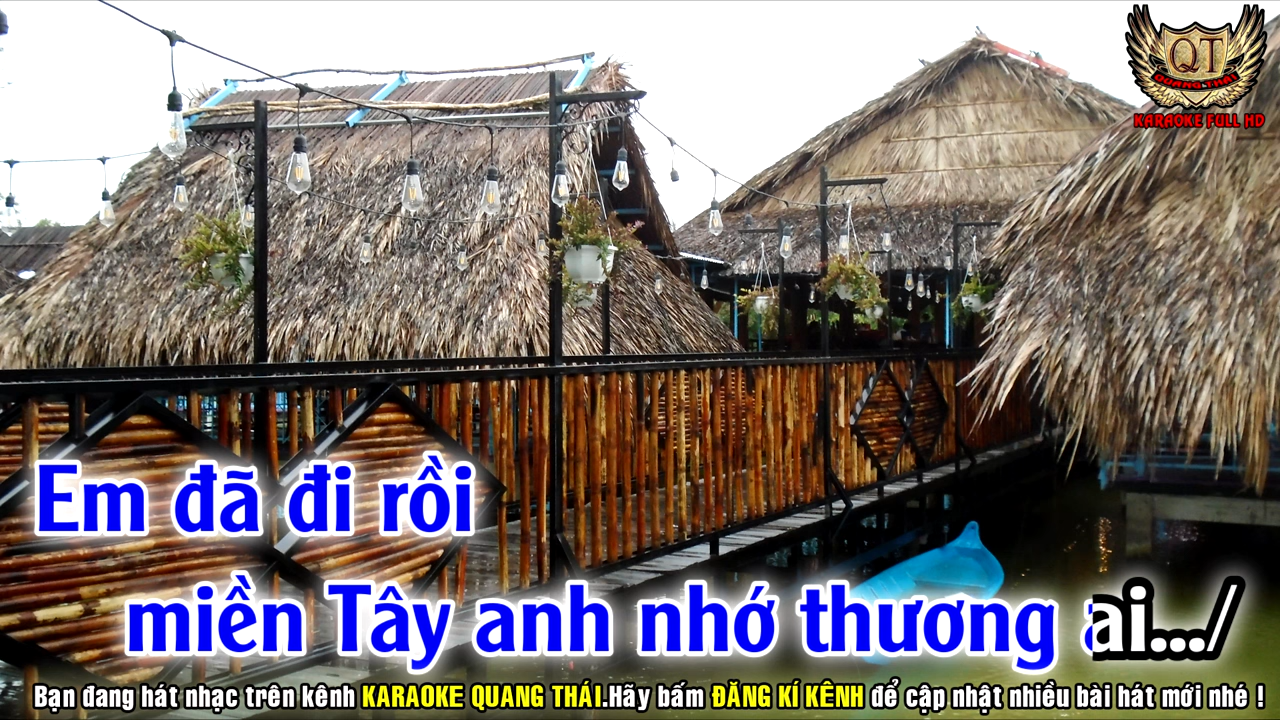 QT
QUANG THÁI
KARAOKE FULL HD
Em đã đi rồi
miền Tây anh nhớ thương ai.../
Bạn đang hát nhạc trên kênh KARAOKE QUANG THÁI.Hãy bấm ĐĂNG KÍ KÊNH để cập nhật nhiều bài hát mới nhé !